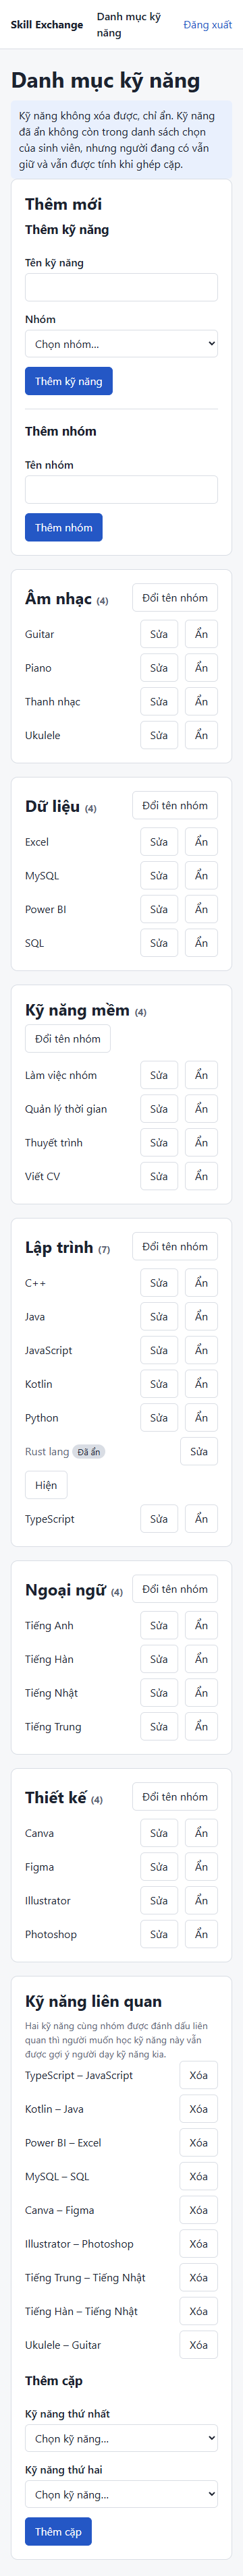 Skill Exchange
Danh mục kỹ
năng
Đăng xuất
Danh mục kỹ năng
Kỹ năng không xóa được, chỉ ẩn. Kỹ năng
đã ẩn không còn trong danh sách chọn
của sinh viên, nhưng người đang có vẫn
giữ và vẫn được tính khi ghép cặp.
Thêm mới
Thêm kỹ năng
Tên kỹ năng
Nhóm
Chọn nhóm...
Thêm kỹ năng
Thêm nhóm
Tên nhóm
Thêm nhóm
Âm nhạc (4) Đổi tên nhóm
Guitar Sửa Ẩn
Piano Sửa Ẩn
Thanh nhạc Sửa Ẩn
Ukulele Sửa Ẩn
Dữ liệu (4) Đổi tên nhóm
Excel Sửa Ẩn
MySQL Sửa Ẩn
Power BI Sửa Ẩn
SQL Sửa Ẩn
Kỹ năng mềm (4)
Đổi tên nhóm
Làm việc nhóm Sửa Ẩn
Quản lý thời gian Sửa Ẩn
Thuyết trình Sửa Ẩn
Viết CV Sửa Ẩn
Lập trình (7) Đổi tên nhóm
C++ Sửa Ẩn
Java Sửa Ẩn
JavaScript Sửa Ẩn
Kotlin Sửa Ẩn
Python Sửa Ẩn
Rust lang Đã ẩn Sửa
Hiện
TypeScript Sửa Ẩn
Ngoại ngữ (4) Đổi tên nhóm
Tiếng Anh Sửa Ẩn
Tiếng Hàn Sửa Ẩn
Tiếng Nhật Sửa Ẩn
Tiếng Trung Sửa Ẩn
Thiết kế (4) Đổi tên nhóm
Canva Sửa Ẩn
Figma Sửa Ẩn
Illustrator Sửa Ẩn
Photoshop Sửa Ẩn
Kỹ năng liên quan
Hai kỹ năng cùng nhóm được đánh dấu liên
quan thì người muốn học kỹ năng này vẫn
được gợi ý người dạy kỹ năng kia.
TypeScript – JavaScript Xóa
Kotlin – Java Xóa
Power BI – Excel Xóa
MySQL – SQL Xóa
Canva – Figma Xóa
Illustrator – Photoshop Xóa
Tiếng Trung – Tiếng Nhật Xóa
Tiếng Hàn – Tiếng Nhật Xóa
Ukulele – Guitar Xóa
Thêm cặp
Kỹ năng thứ nhất
Chọn kỹ năng...
Kỹ năng thứ hai
Chọn kỹ năng...
Thêm cặp